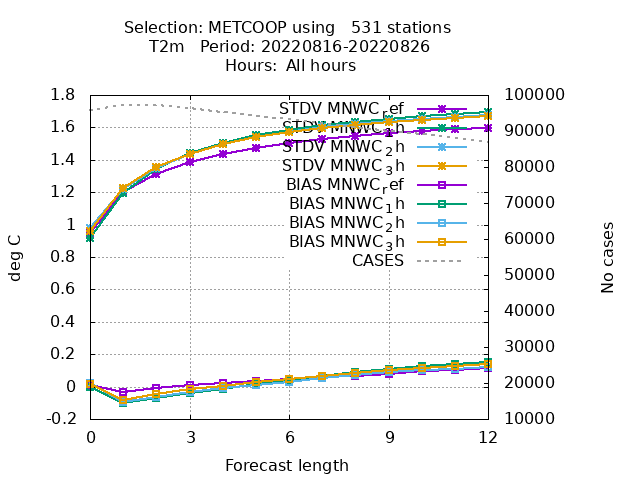 Selection: METCOOP using   531 stations
T2m   Period: 20220816-20220826
Hours:  All hours
1.8
1.6
1.4
1.2
1
0.8
0.6
0.4
0.2
0
-0.2
deg C
STDV MNWC_ref
STDV MNWC_1h
STDV MNWC_2h
STDV MNWC_3h
BIAS MNWC_ref
BIAS MNWC_1h
BIAS MNWC_2h
BIAS MNWC_3h
CASES
100000
90000
80000
70000
60000
50000
40000
30000
20000
10000
No cases
0 3 6 9 12
Forecast length